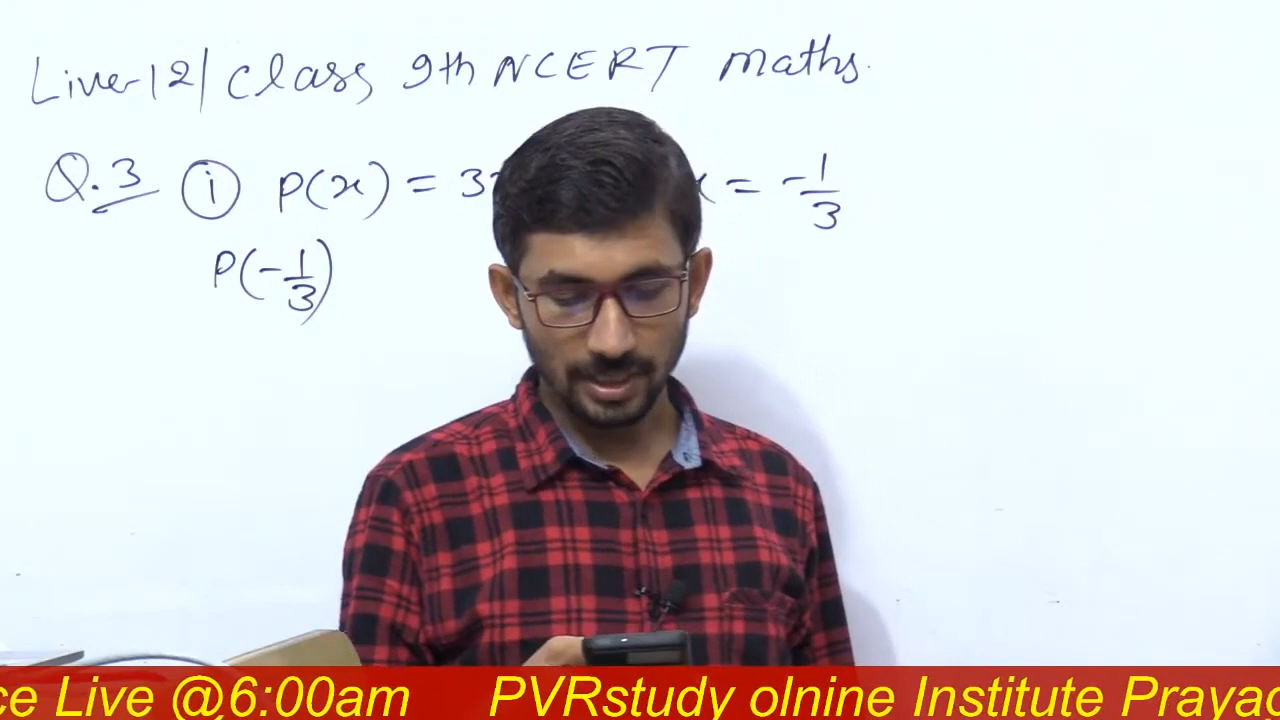 Live-12/ Class 9th NCERT maths.
Q.3 (i) P(x) = 3 x = -1/3
P(-1/3)
ce Live @6:00am PVRstudy olnine Institute Prayag